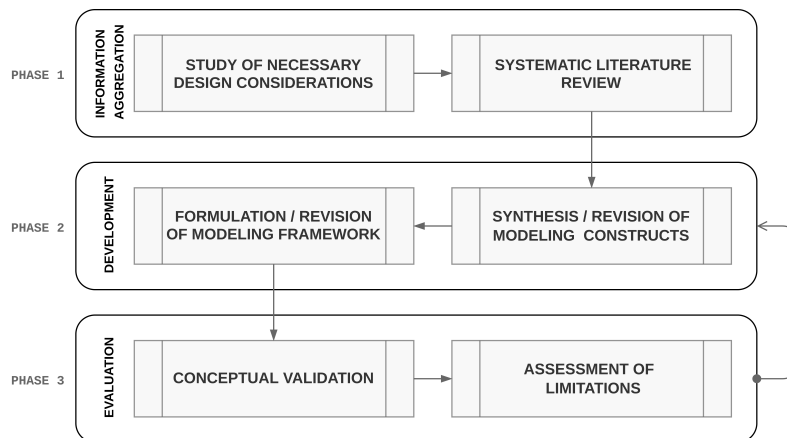 PHASE 1
INFORMATION
AGGREGATION
STUDY OF NECESSARY
DESIGN CONSIDERATIONS
SYSTEMATIC LITERATURE
REVIEW
PHASE 2
DEVELOPMENT
FORMULATION / REVISION
OF MODELING FRAMEWORK
SYNTHESIS / REVISION OF
MODELING CONSTRUCTS
PHASE 3
EVALUATION
CONCEPTUAL VALIDATION
ASSESSMENT OF
LIMITATIONS